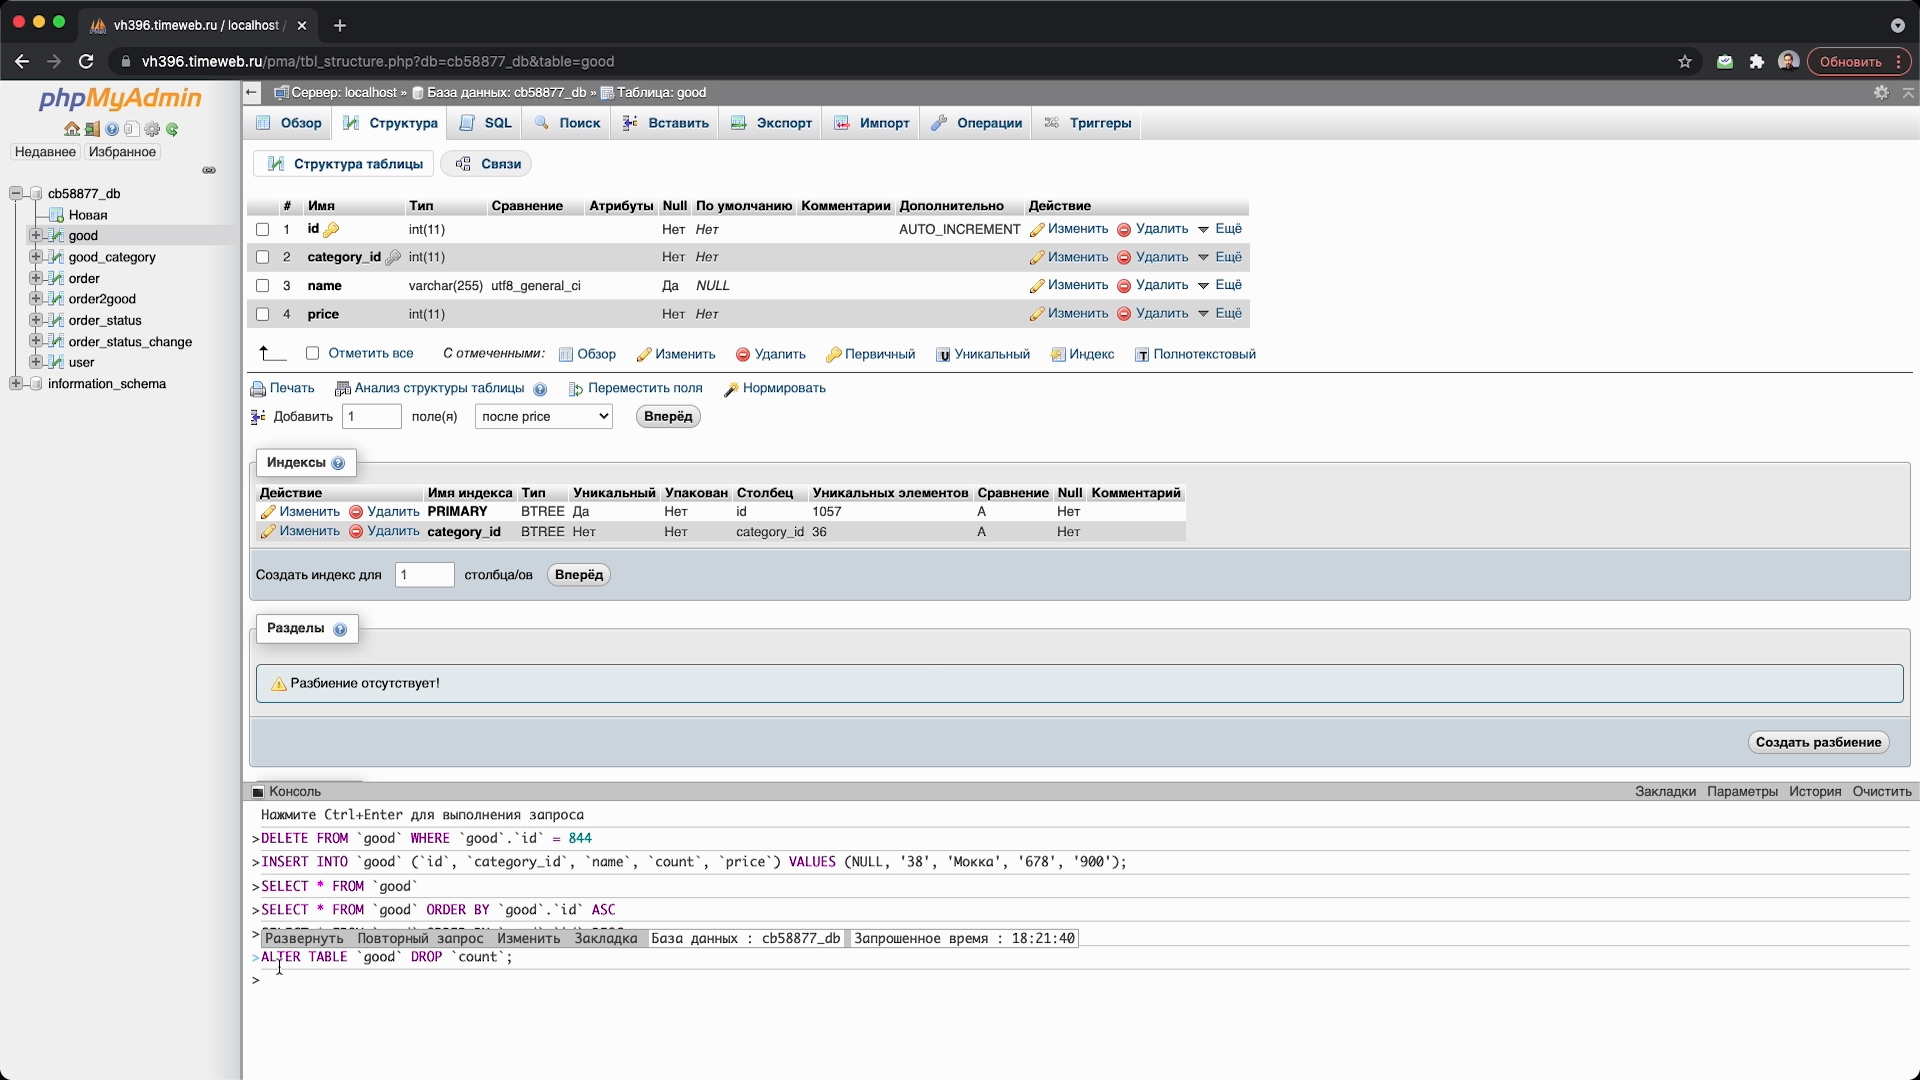 vh396.timeweb.ru / localhost /
vh396.timeweb.ru/pma/tbl_structure.php?db=cb58877_db&table=good
Обновить
phpMyAdmin
Недавнее Избранное
cb58877_db
Новая
good
good_category
order
order2good
order_status
order_status_change
user
information_schema
Сервер: localhost » База данных: cb58877_db » Таблица: good
Обзор Структура SQL Поиск Вставить Экспорт Импорт Операции Триггеры
Структура таблицы Связи
# Имя Тип Сравнение Атрибуты Null По умолчанию Комментарии Дополнительно Действие
1 id int(11) Нет Нет AUTO_INCREMENT Изменить Удалить Ещё
2 category_id int(11) Нет Нет Изменить Удалить Ещё
3 name varchar(255) utf8_general_ci Да NULL Изменить Удалить Ещё
4 price int(11) Нет Нет Изменить Удалить Ещё
Отметить все С отмеченными: Обзор Изменить Удалить Первичный Уникальный Индекс Полнотекстовый
Печать Анализ структуры таблицы Переместить поля Нормировать
Добавить 1 поле(я) после price Вперёд
Индексы
Действие Имя индекса Тип Уникальный Упакован Столбец Уникальных элементов Сравнение Null Комментарий
Изменить Удалить PRIMARY BTREE Да Нет id 1057 A Нет
Изменить Удалить category_id BTREE Нет Нет category_id 36 A Нет
Создать индекс для 1 столбца/ов Вперёд
Разделы
Разбиение отсутствует!
Создать разбиение
Консоль Закладки Параметры История Очистить
Нажмите Ctrl+Enter для выполнения запроса
>DELETE FROM `good` WHERE `good`.`id` = 844
>INSERT INTO `good` (`id`, `category_id`, `name`, `count`, `price`) VALUES (NULL, '38', 'Мокка', '678', '900');
>SELECT * FROM `good`
>SELECT * FROM `good` ORDER BY `good`.`id` ASC
>
Развернуть Повторный запрос Изменить Закладка База данных : cb58877_db Запрошенное время : 18:21:40
>ALTER TABLE `good` DROP `count`;
>